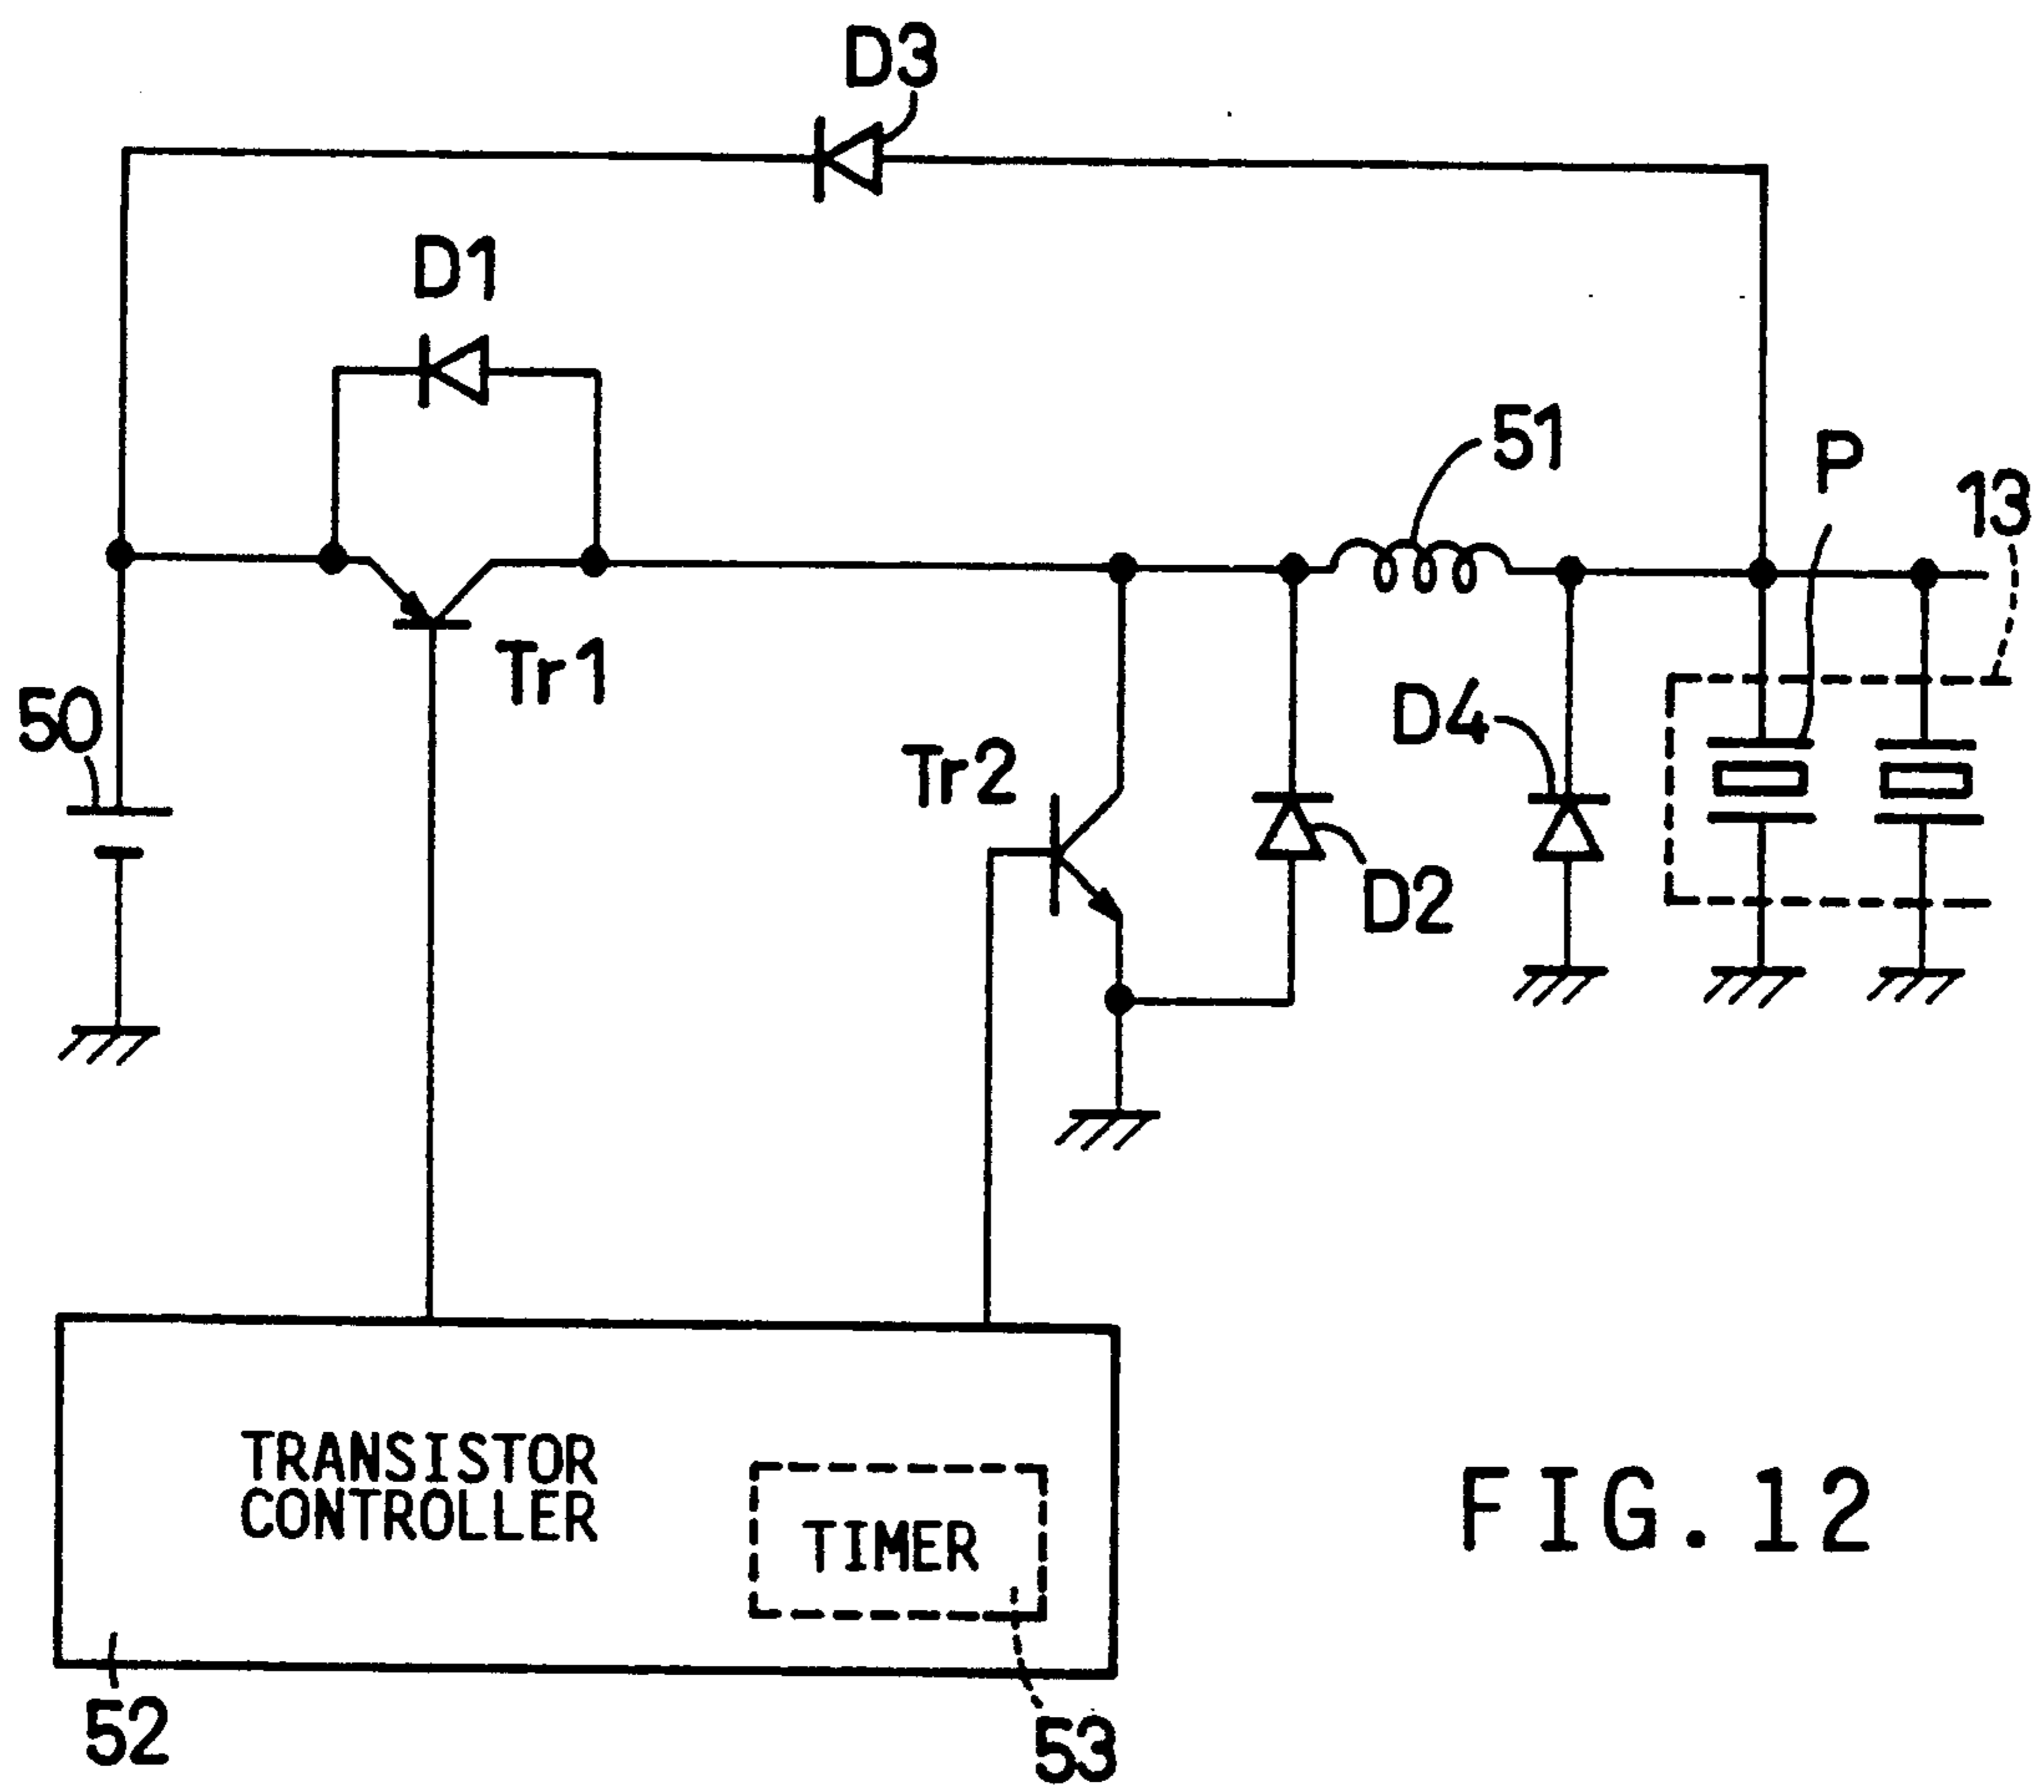 D3
D1
51
P
13
Tr1
50
D4
Tr2
D2
TRANSISTOR
CONTROLLER
TIMER
FIG.12
52
53